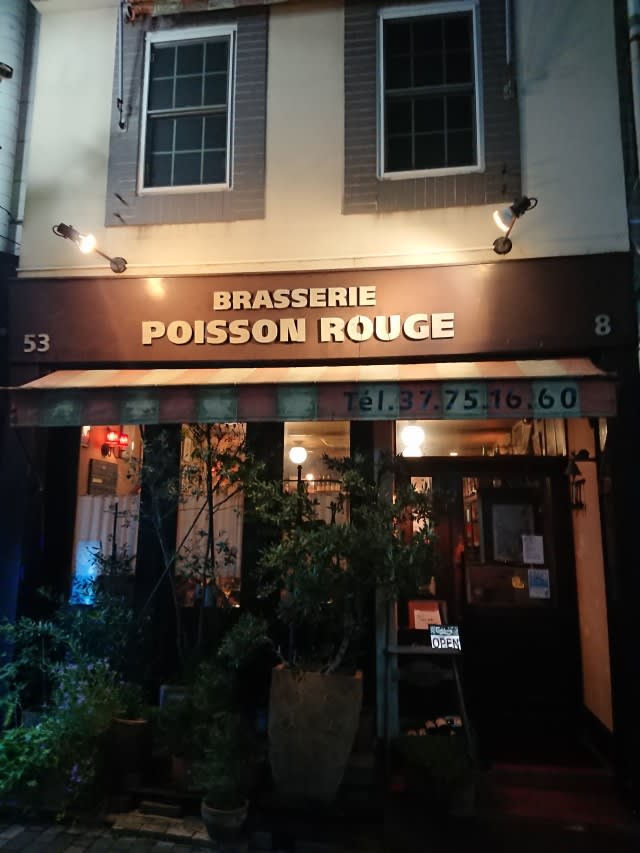 BRASSERIE
POISSON ROUGE
53
8
Tél.37.75.16.60
OPEN